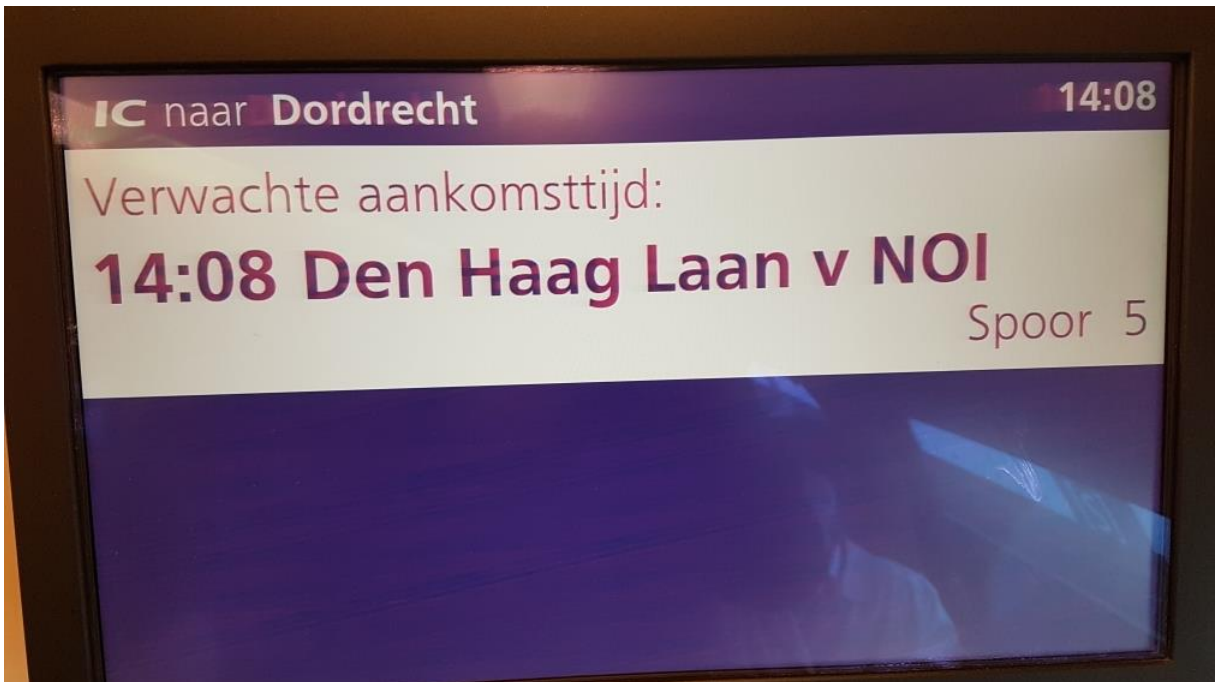 IC naar Dordrecht 14:08
Verwachte aankomsttijd:
14:08 Den Haag Laan v NOI
Spoor 5